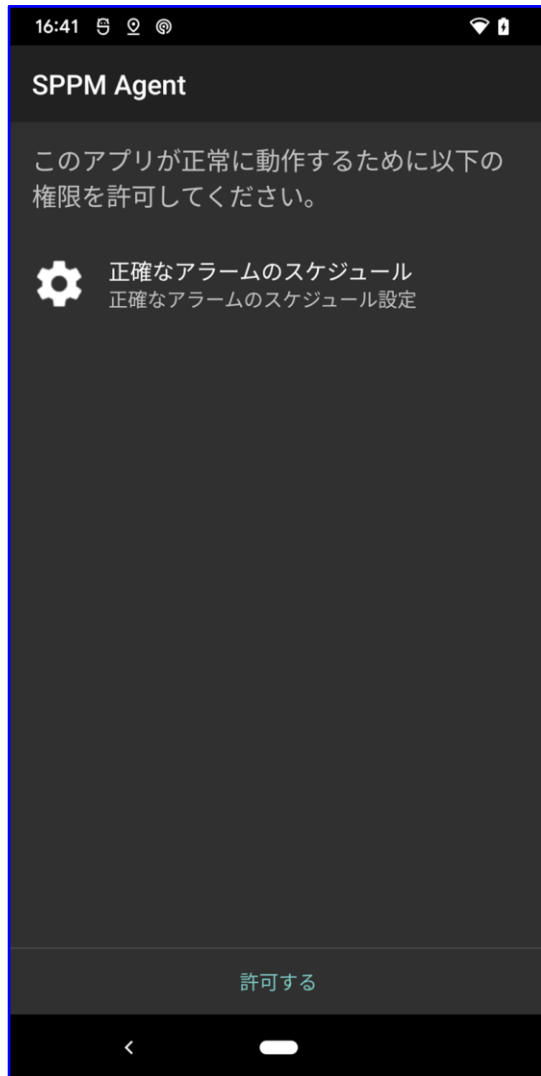 16:41
SPPM Agent
このアプリが正常に動作するために以下の
権限を許可してください。
正確なアラームのスケジュール
正確なアラームのスケジュール設定
許可する